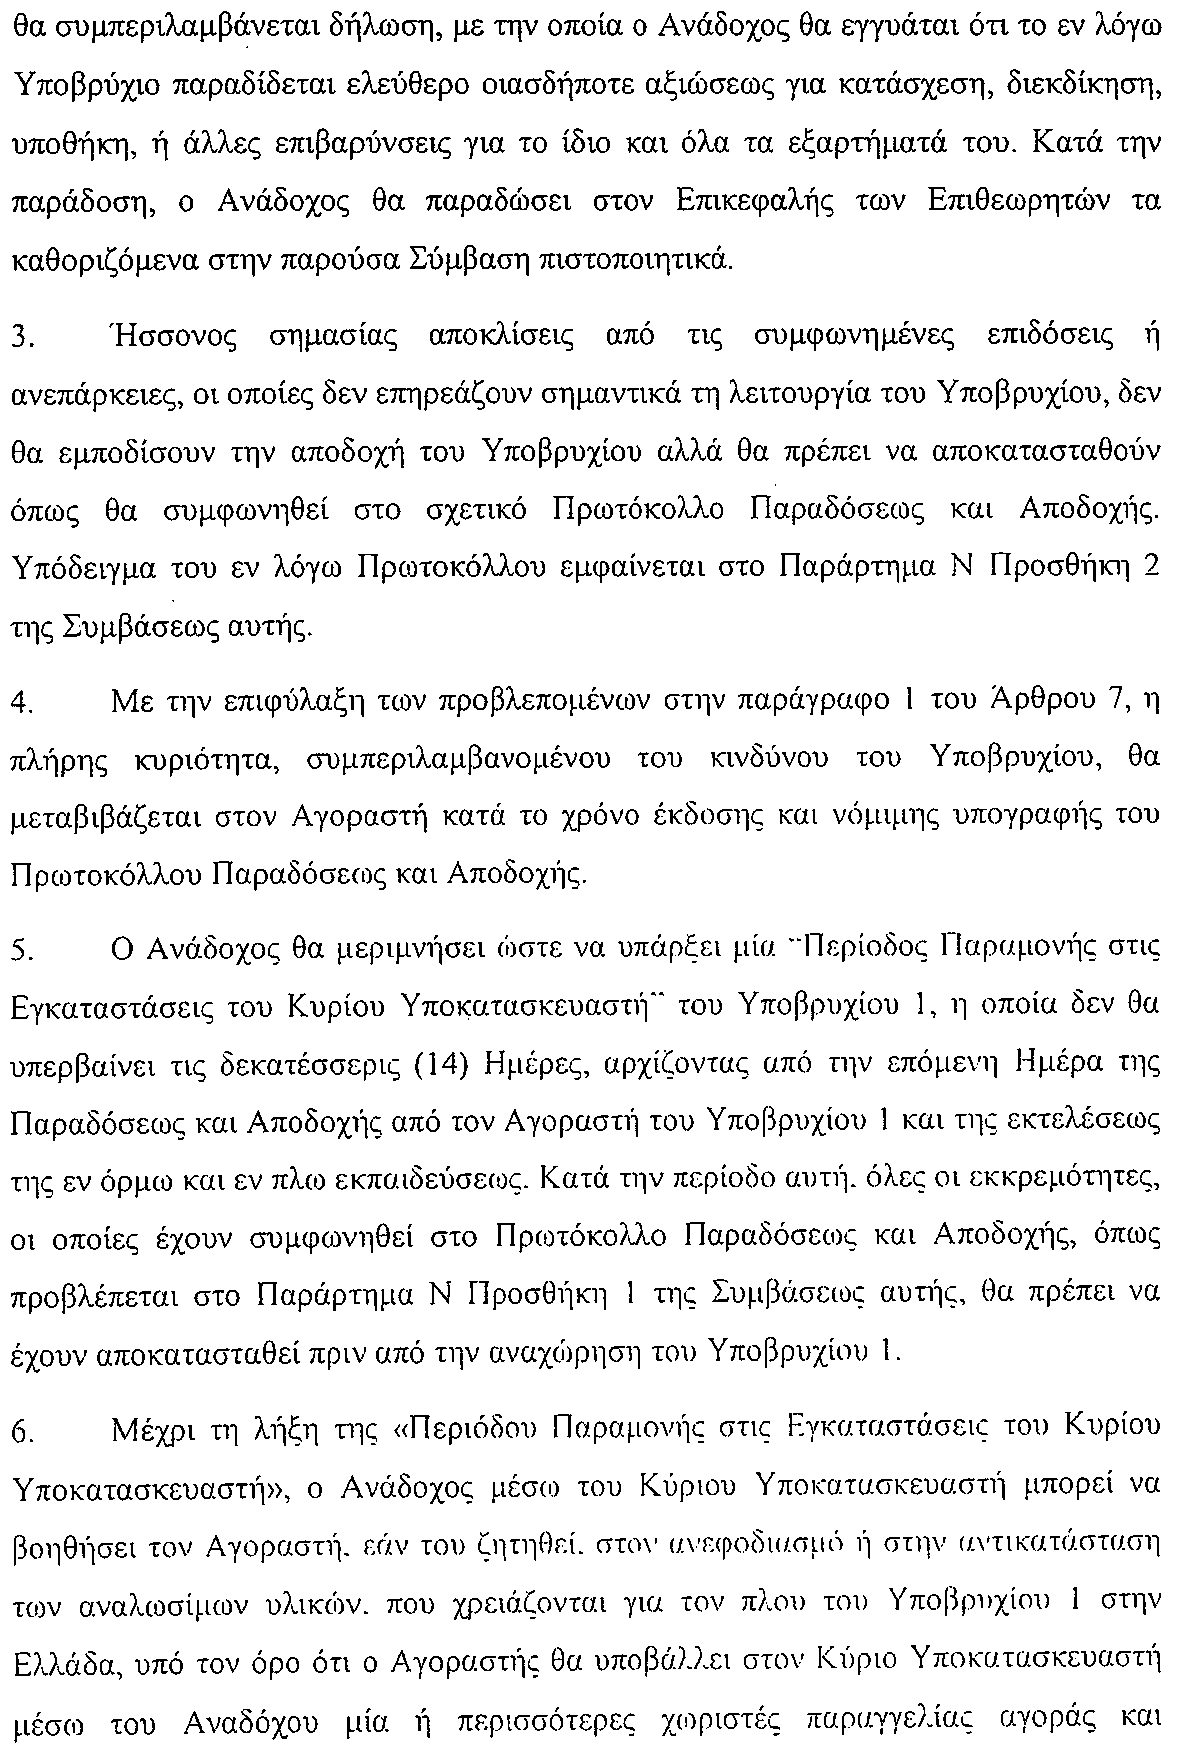 θα συμπεριλαμβάνεται δήλωση, με την οποία ο Ανάδοχος θα εγγυάται ότι το εν λόγω
Υποβρύχιο παραδίδεται ελεύθερο οιασδήποτε αξιώσεως για κατάσχεση, διεκδίκηση,
υποθήκη, ή άλλες επιβαρύνσεις για το ίδιο και όλα τα εξαρτήματά του. Κατά την
παράδοση, ο Ανάδοχος θα παραδώσει στον Επικεφαλής των Επιθεωρητών τα
καθοριζόμενα στην παρούσα Σύμβαση πιστοποιητικά.
3. Ήσσονος σημασίας αποκλίσεις από τις συμφωνημένες επιδόσεις ή
ανεπάρκειες, οι οποίες δεν επηρεάζουν σημαντικά τη λειτουργία του Υποβρυχίου, δεν
θα εμποδίσουν την αποδοχή του Υποβρυχίου αλλά θα πρέπει να αποκατασταθούν
όπως θα συμφωνηθεί στο σχετικό Πρωτόκολλο Παραδόσεως και Αποδοχής.
Υπόδειγμα του εν λόγω Πρωτοκόλλου εμφαίνεται στο Παράρτημα Ν Προσθήκη 2
της Συμβάσεως αυτής.
4. Με την επιφύλαξη των προβλεπομένων στην παράγραφο 1 του Άρθρου 7, η
πλήρης κυριότητα, συμπεριλαμβανομένου του κινδύνου του Υποβρυχίου, θα
μεταβιβάζεται στον Αγοραστή κατά το χρόνο έκδοσης και νόμιμης υπογραφής του
Πρωτοκόλλου Παραδόσεως και Αποδοχής.
5. Ο Ανάδοχος θα μεριμνήσει ώστε να υπάρξει μία "Περίοδος Παραμονής στις
Εγκαταστάσεις του Κυρίου Υποκατασκευαστή" του Υποβρυχίου 1, η οποία δεν θα
υπερβαίνει τις δεκατέσσερις (14) Ημέρες, αρχίζοντας από την επόμενη Ημέρα της
Παραδόσεως και Αποδοχής από τον Αγοραστή του Υποβρυχίου 1 και της εκτελέσεως
της εν όρμω και εν πλω εκπαιδεύσεως. Κατά την περίοδο αυτή, όλες οι εκκρεμότητες,
οι οποίες έχουν συμφωνηθεί στο Πρωτόκολλο Παραδόσεως και Αποδοχής, όπως
προβλέπεται στο Παράρτημα Ν Προσθήκη 1 της Συμβάσεως αυτής, θα πρέπει να
έχουν αποκατασταθεί πριν από την αναχώρηση του Υποβρυχίου 1.
6. Μέχρι τη λήξη της «Περιόδου Παραμονής στις Εγκαταστάσεις του Κυρίου
Υποκατασκευαστή», ο Ανάδοχος μέσω του Κύριου Υποκατασκευαστή μπορεί να
βοηθήσει τον Αγοραστή, εάν του ζητηθεί, στον ανεφοδιασμό ή στην αντικατάσταση
των αναλωσίμων υλικών, που χρειάζονται για τον πλου του Υποβρυχίου 1 στην
Ελλάδα, υπό τον όρο ότι ο Αγοραστής θα υποβάλλει στον Κύριο Υποκατασκευαστή
μέσω του Αναδόχου μία ή περισσότερες χωριστές παραγγελίας αγοράς και